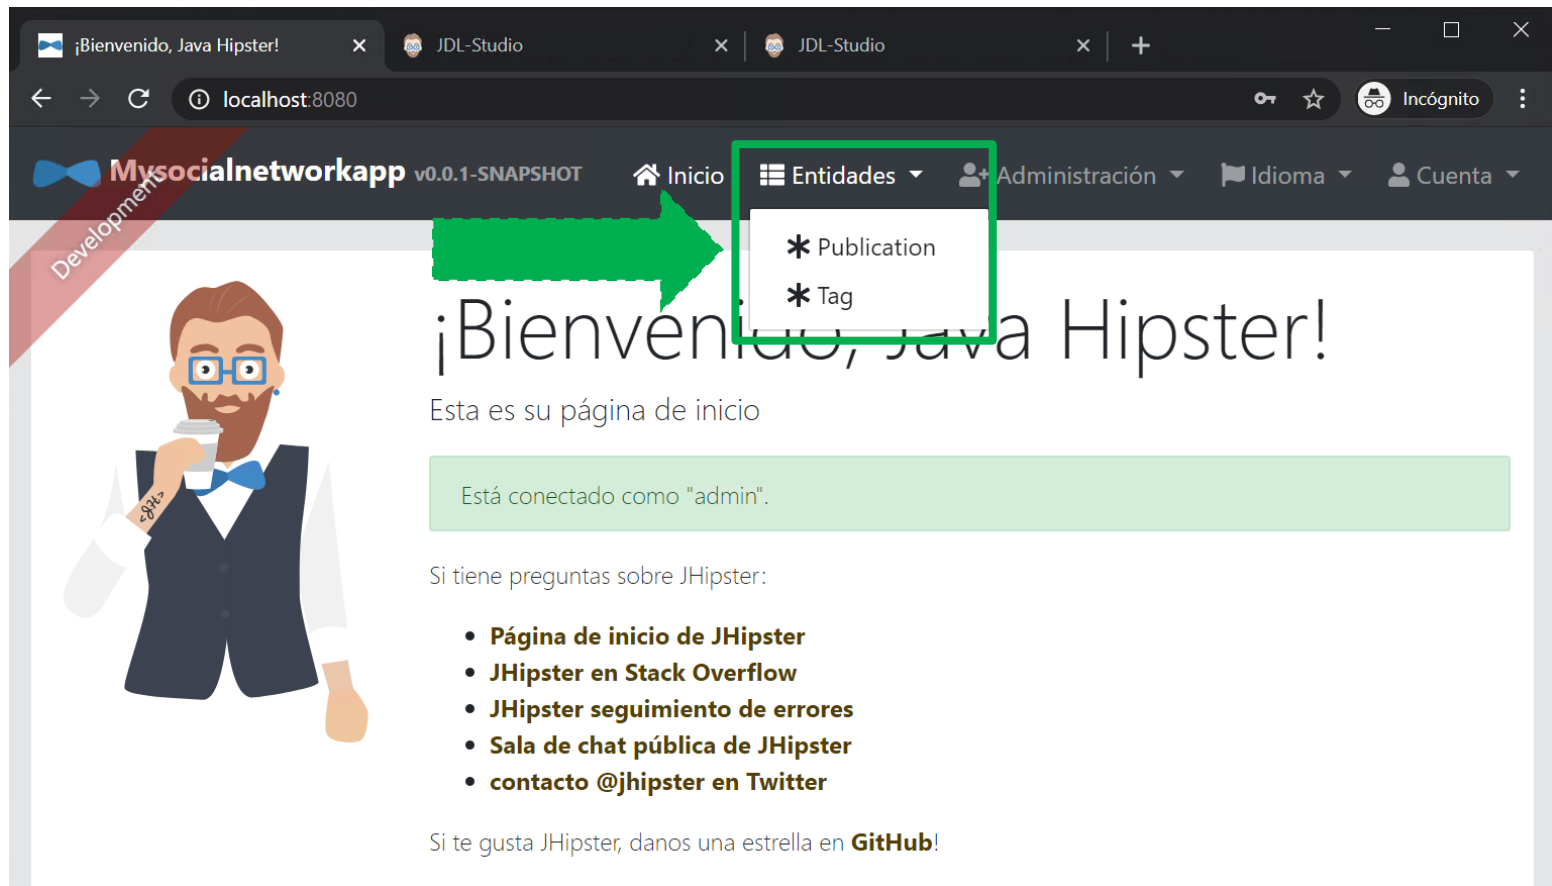 ¡Bienvenido, Java Hipster!
JDL-Studio
JDL-Studio
localhost:8080
Incógnito
Mysocialnetworkapp v0.0.1-SNAPSHOT
Inicio
Entidades
Administración
Idioma
Cuenta
Development
Publication
Tag
¡Bienvenido, Java Hipster!
Esta es su página de inicio
Está conectado como "admin".
Si tiene preguntas sobre JHipster:
Página de inicio de JHipster
JHipster en Stack Overflow
JHipster seguimiento de errores
Sala de chat pública de JHipster
contacto @jhipster en Twitter
Si te gusta JHipster, danos una estrella en GitHub!
<JH>